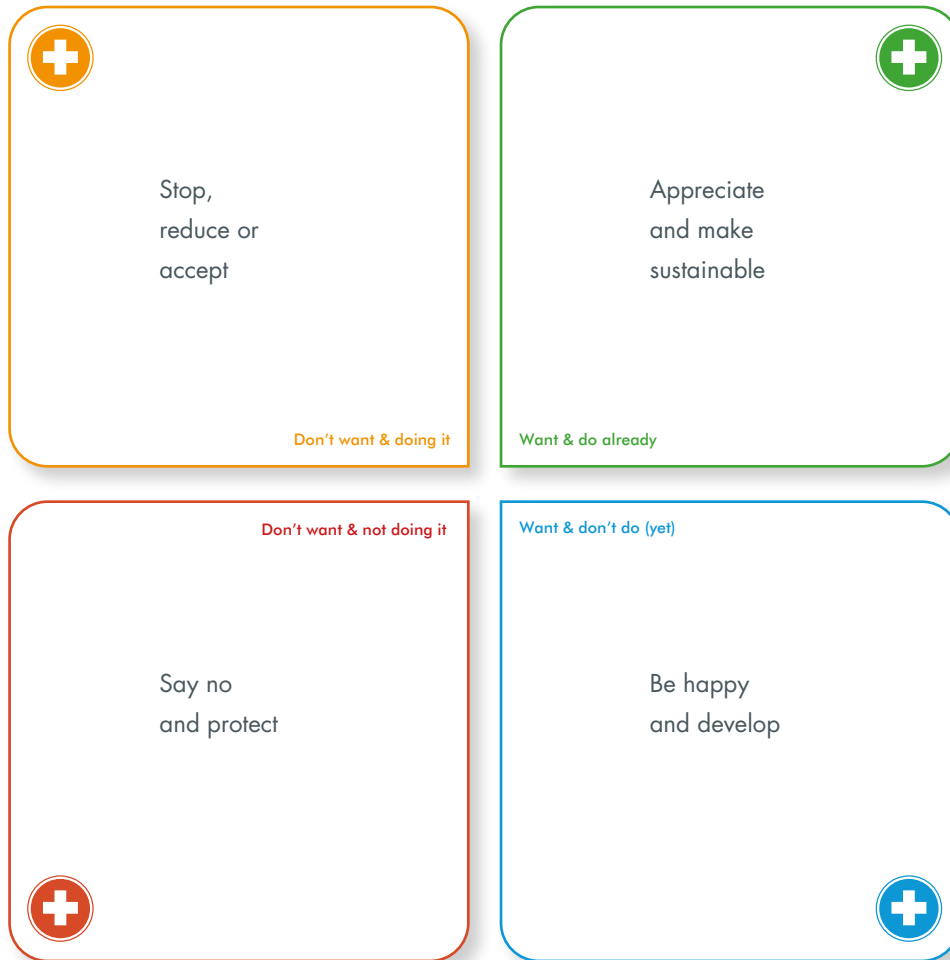 Stop,
reduce or
accept
Don't want & doing it
Appreciate
and make
sustainable
Want & do already
Don't want & not doing it
Say no
and protect
Want & don't do (yet)
Be happy
and develop